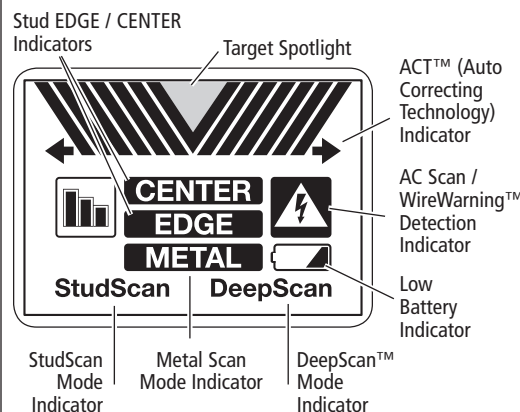 Stud EDGE / CENTER
Indicators
Target Spotlight
ACT™ (Auto
Correcting
Technology)
Indicator
CENTER
EDGE
METAL
StudScan DeepScan
AC Scan /
WireWarning™
Detection
Indicator
Low
Battery
Indicator
StudScan
Mode
Indicator
Metal Scan
Mode Indicator
DeepScan™
Mode
Indicator